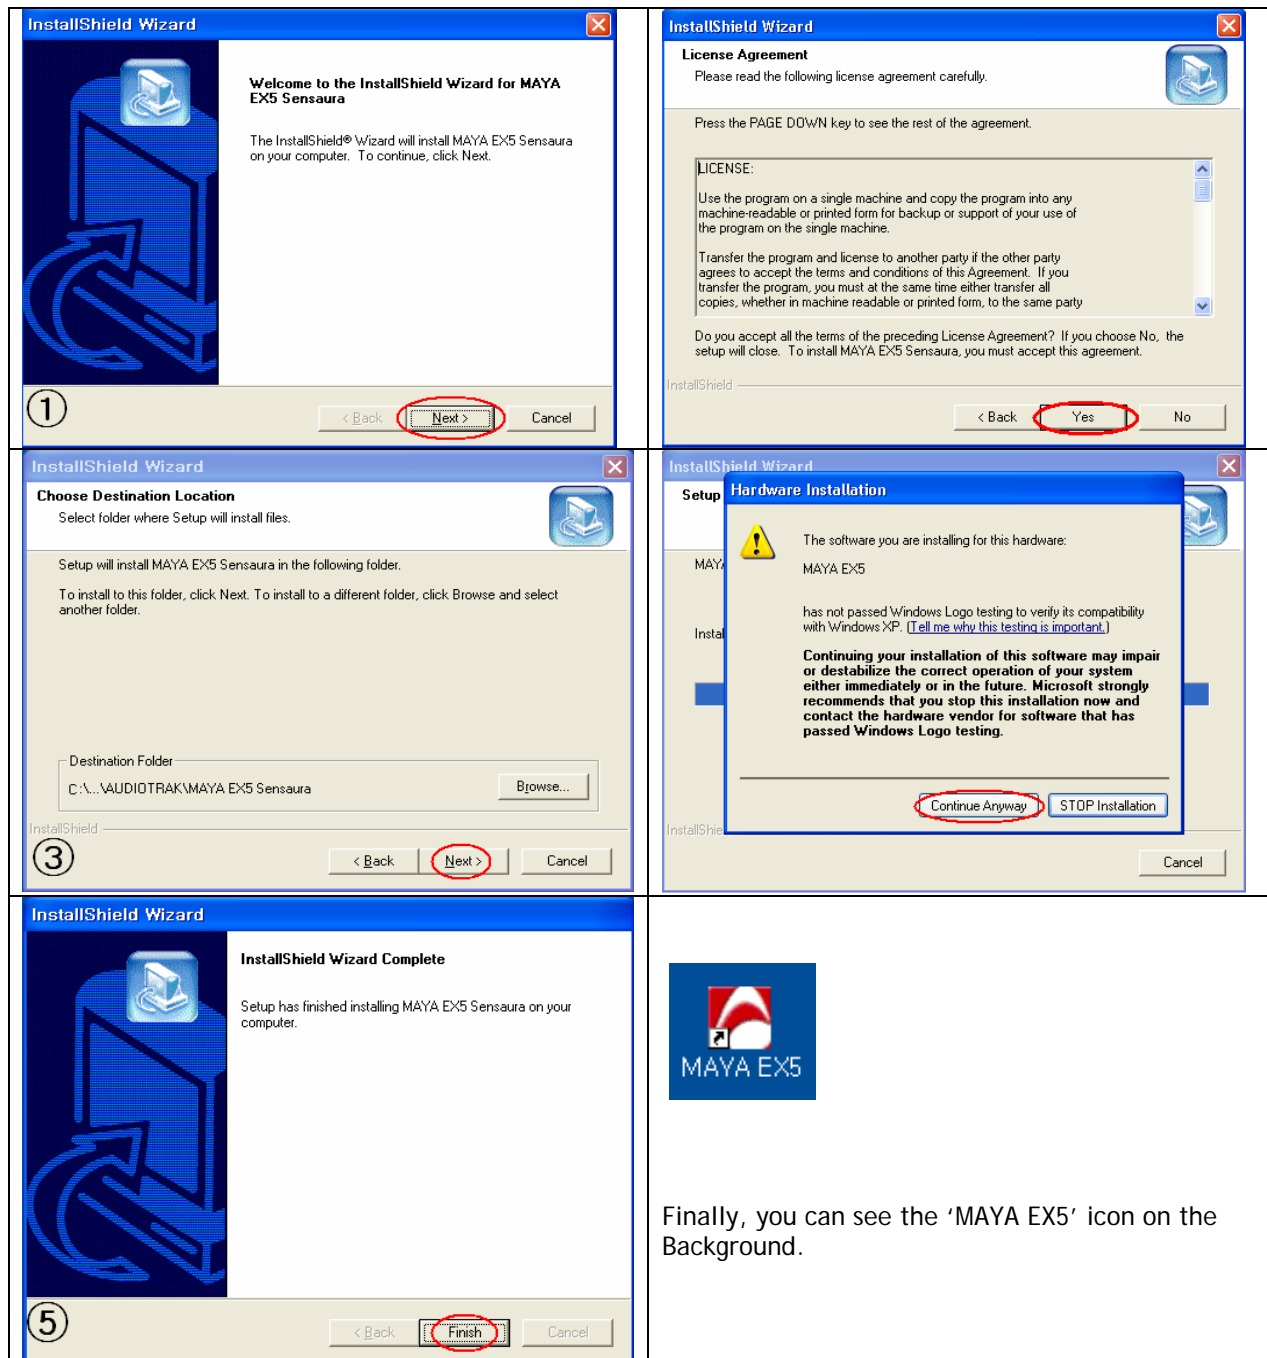 InstallShield Wizard
Welcome to the InstallShield Wizard for MAYA
EX5 Sensaura
The InstallShield® Wizard will install MAYA EX5 Sensaura
on your computer. To continue, click Next.
①
< Back
Next >
Cancel
InstallShield Wizard
License Agreement
Please read the following license agreement carefully.
Press the PAGE DOWN key to see the rest of the agreement.
LICENSE:
Use the program on a single machine and copy the program into any
machine-readable or printed form for backup or support of your use of
the program on the single machine.
Transfer the program and license to another party if the other party
agrees to accept the terms and conditions of this Agreement. If you
transfer the program, you must at the same time either transfer all
copies, whether in machine readable or printed form, to the same party
Do you accept all the terms of the preceding License Agreement? If you choose No, the
setup will close. To install MAYA EX5 Sensaura, you must accept this agreement.
InstallShield
< Back
Yes
No
InstallShield Wizard
Choose Destination Location
Select folder where Setup will install files.
Setup will install MAYA EX5 Sensaura in the following folder.
To install to this folder, click Next. To install to a different folder, click Browse and select
another folder.
Destination Folder
C:\...\AUDIOTRAK\MAYA EX5 Sensaura
Browse...
InstallShield
③
< Back
Next >
Cancel
InstallShield Wizard
Setup
MAYA
Instal
Hardware Installation
The software you are installing for this hardware:
MAYA EX5
has not passed Windows Logo testing to verify its compatibility
with Windows XP. (Tell me why this testing is important.)
Continuing your installation of this software may impair
or destabilize the correct operation of your system
either immediately or in the future. Microsoft strongly
recommends that you stop this installation now and
contact the hardware vendor for software that has
passed Windows Logo testing.
Continue Anyway
STOP Installation
InstallShie
Cancel
InstallShield Wizard
InstallShield Wizard Complete
Setup has finished installing MAYA EX5 Sensaura on your
computer.
⑤
< Back
Finish
Cancel
MAYA EX5
Finally, you can see the ‘MAYA EX5’ icon on the
Background.